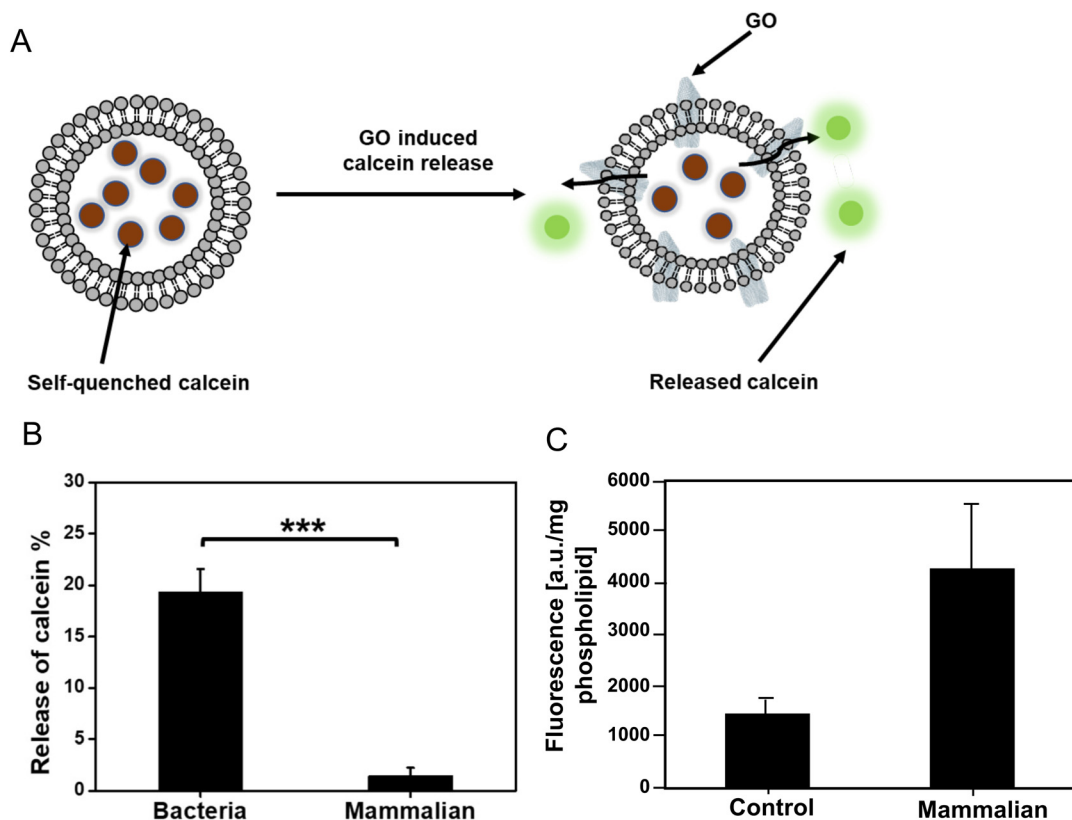 A
GO
GO induced
calcein release
Self-quenched calcein
Released calcein
B
Release of calcein %
30
25
20
15
10
5
0
***
Bacteria
Mammalian
C
Fluorescence [a.u./mg
phospholipid]
6000
5000
4000
3000
2000
1000
0
Control
Mammalian